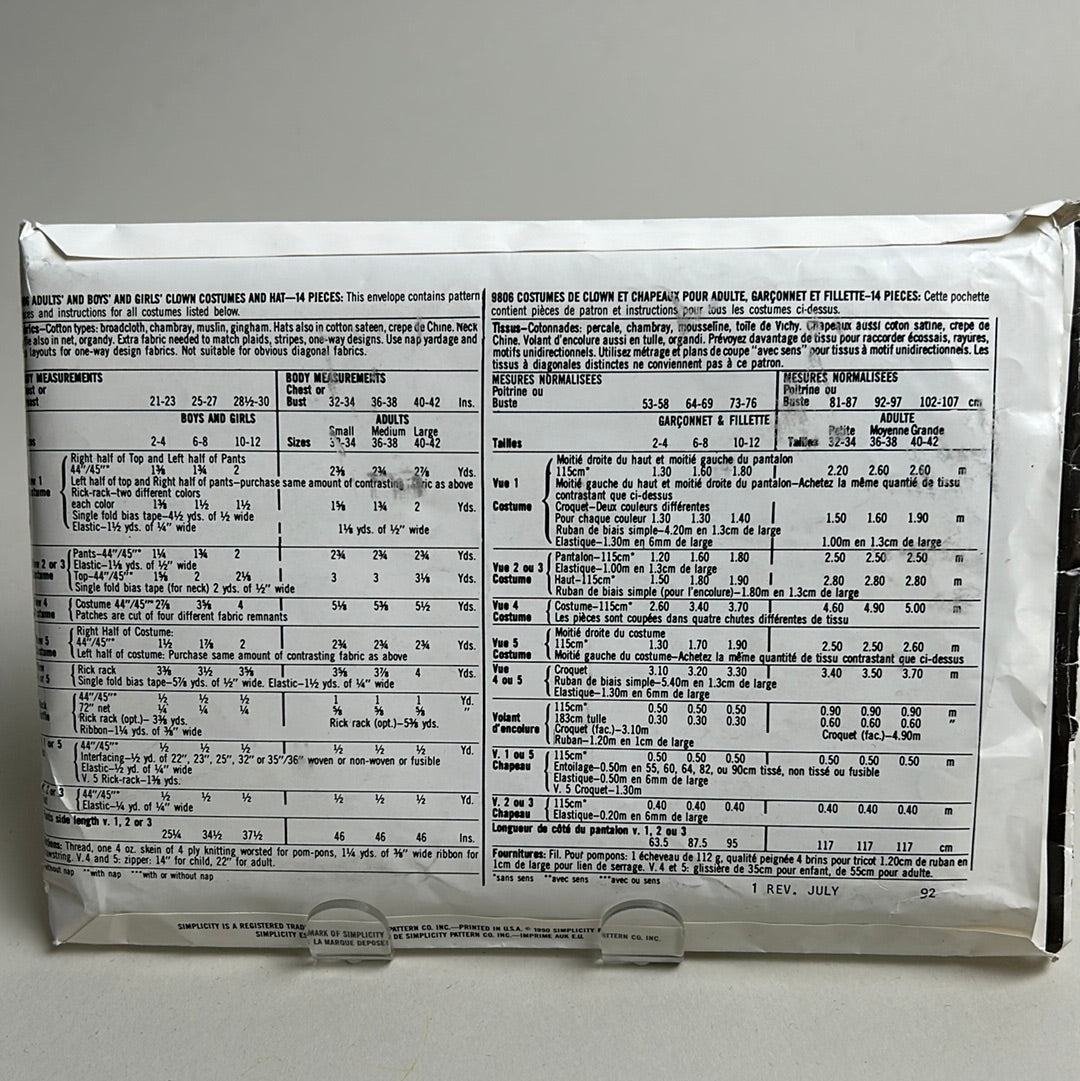 ADULTS' AND BOYS' AND GIRLS' CLOWN COSTUMES AND HAT—14 PIECES: This envelope contains pattern
and instructions for all costumes listed below.
Cotton types: broadcloth, chambray, muslin, gingham. Hats also in cotton sateen, crepe de Chine. Neck
also in net, organdy. Extra fabric needed to match plaids, stripes, one-way designs. Use nap yardage and
layouts for one-way design fabrics. Not suitable for obvious diagonal fabrics.
MEASUREMENTS
or
21-23 25-27 28½-30
BOYS AND GIRLS
2-4 6-8 10-12
BODY MEASUREMENTS
Chest or
Bust 32-34 36-38 40-42 Ins.
ADULTS
Small Medium Large
Sizes 32-34 36-38 40-42
Right half of Top and Left half of Pants
44"/45"* 1⅜ 1¾ 2 2⅜ 2¾ 2⅞ Yds.
Left half of top and Right half of pants—purchase same amount of contrasting fabric as above
Rick-rack—two different colors
each color 1⅜ 1½ 1½ 1⅝ 1¾ 2 Yds.
Single fold bias tape—4½ yds. of ½ wide
Elastic—1½ yds. of ¼" wide 1⅛ yds. of ½" wide
2 or 3 Pants—44"/45"* 1¼ 1¾ 2 2¾ 2¾ 2¾ Yds.
Elastic—1⅛ yds. of ½" wide
Top—44"/45"* 1⅝ 2 2⅛ 3 3 3⅛ Yds.
Single fold bias tape (for neck) 2 yds. of ½" wide
4 Costume 44"/45"* 2⅞ 3¾ 4 5⅛ 5⅜ 5½ Yds.
Patches are cut of four different fabric remnants
5 Right Half of Costume:
44"/45"* 1½ 1⅞ 2 2¾ 2¾ 2¾ Yds.
Left half of costume: Purchase same amount of contrasting fabric as above
or 5 Rick rack 3⅜ 3½ 3⅝ 3¾ 3⅞ 4 Yds.
Single fold bias tape—5⅞ yds. of ½" wide. Elastic—1½ yds. of ¼" wide
44"/45"* ½ ½ ½ 1 1 1 Yd.
72" net ¼ ¼ ¼ ⅝ ⅝ ⅝ "
Rick rack (opt.)— 3⅜ yds. Rick rack (opt.)—5⅜ yds.
Ribbon—1¼ yds. of ⅜" wide
1 or 5 44"/45"* ½ ½ ½ ½ ½ ½ Yd.
Interfacing—½ yd. of 22", 23", 25", 32" or 35"/36" woven or non-woven or fusible
Elastic—½ yd. of ¼" wide
V. 5 Rick-rack—1⅜ yds.
2 or 3 44"/45"* ½ ½ ½ ½ ½ ½ Yd.
Elastic—¼ yd. of ¼" wide
side length v. 1, 2 or 3
25¼ 34½ 37½ 46 46 46 Ins.
Thread, one 4 oz. skein of 4 ply knitting worsted for pom-pons, 1¼ yds. of ⅜" wide ribbon for
V. 4 and 5: zipper: 14" for child, 22" for adult.
nap **with nap ***with or without nap
9806 COSTUMES DE CLOWN ET CHAPEAUX POUR ADULTE, GARÇONNET ET FILLETTE—14 PIECES: Cette pochette
contient pièces de patron et instructions pour tous les costumes ci-dessus.
Tissus—Cotonnades: percale, chambray, mousseline, toile de Vichy. Chapeaux aussi coton satine, crepe de
Chine. Volant d'encolure aussi en tulle, organdi. Prévoyez davantage de tissu pour raccorder écossais, rayures,
motifs unidirectionnels. Utilisez métrage et plans de coupe "avec sens" pour tissus à motif unidirectionnels. Les
tissus à diagonales distinctes ne conviennent pas à ce patron.
MESURES NORMALISEES
Poitrine ou
Buste 53-58 64-69 73-76
GARÇONNET & FILLETTE
Tailles 2-4 6-8 10-12
MESURES NORMALISEES
Poitrine ou
Buste 81-87 92-97 102-107 cm
ADULTE
Petite Moyenne Grande
Tailles 32-34 36-38 40-42
Vue 1 Costume
Moitié droite du haut et moitié gauche du pantalon
115cm* 1.30 1.60 1.80 2.20 2.60 2.60 m
Moitié gauche du haut et moitié droite du pantalon—Achetez la même quantié de tissu
contrastant que ci-dessus
Croquet—Deux couleurs différentes
Pour chaque couleur 1.30 1.30 1.40 1.50 1.60 1.90 m
Ruban de biais simple—4.20m en 1.3cm de large
Elastique—1.30m en 6mm de large 1.00m en 1.3cm de large
Vue 2 ou 3 Costume
Pantalon—115cm* 1.20 1.60 1.80 2.50 2.50 2.50 m
Elastique—1.00m en 1.3cm de large
Haut—115cm* 1.50 1.80 1.90 2.80 2.80 2.80 m
Ruban de biais simple (pour l'encolure)—1.80m en 1.3cm de large
Vue 4 Costume
Costume—115cm* 2.60 3.40 3.70 4.60 4.90 5.00 m
Les pièces sont coupées dans quatre chutes différentes de tissu
Vue 5 Costume
Moitié droite du costume
115cm* 1.30 1.70 1.90 2.50 2.50 2.60 m
Moitié gauche du costume—Achetez la même quantité de tissu contrastant que ci-dessus
Vue 4 ou 5
Croquet 3.10 3.20 3.30 3.40 3.50 3.70 m
Ruban de biais simple—5.40m en 1.3cm de large
Elastique—1.30m en 6mm de large
Volant d'encolure
115cm* 0.50 0.50 0.50 0.90 0.90 0.90 m
183cm tulle 0.30 0.30 0.30 0.60 0.60 0.60 "
Croquet (fac.)—3.10m Croquet (fac.)—4.90m
Ruban—1.20m en 1cm de large
V. 1 ou 5 Chapeau
115cm* 0.50 0.50 0.50 0.50 0.50 0.50 m
Entoilage—0.50m en 55, 60, 64, 82, ou 90cm tissé, non tissé ou fusible
Elastique—0.50m en 6mm de large
V. 5 Croquet—1.30m
V. 2 ou 3 Chapeau
115cm* 0.40 0.40 0.40 0.40 0.40 0.40 m
Elastique—0.20m en 6mm de large
Longueur de côté du pantalon v. 1, 2 ou 3
63.5 87.5 95 117 117 117 cm
Fournitures: Fil. Pour pompons: 1 écheveau de 112 g, qualité peignée 4 brins pour tricot 1.20cm de ruban en
1cm de large pour lien de serrage. V. 4 et 5: glissière de 35cm pour enfant, de 55cm pour adulte.
*sans sens **avec sens ***avec ou sens
1 REV. JULY 92
SIMPLICITY IS A REGISTERED TRADEMARK OF SIMPLICITY PATTERN CO. INC.—PRINTED IN U.S.A. © 1990 SIMPLICITY
SIMPLICITY ES LA MARQUE DEPOSEE DE SIMPLICITY PATTERN CO. INC.—IMPRIME AUX E.U. PATTERN CO. INC.